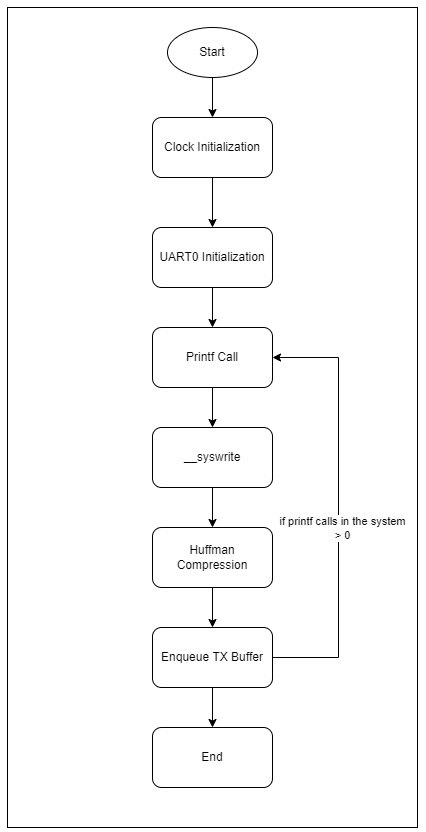 Start
Clock Initialization
UART0 Initialization
Printf Call
__syswrite
if printf calls in the system
> 0
Huffman
Compression
Enqueue TX Buffer
End